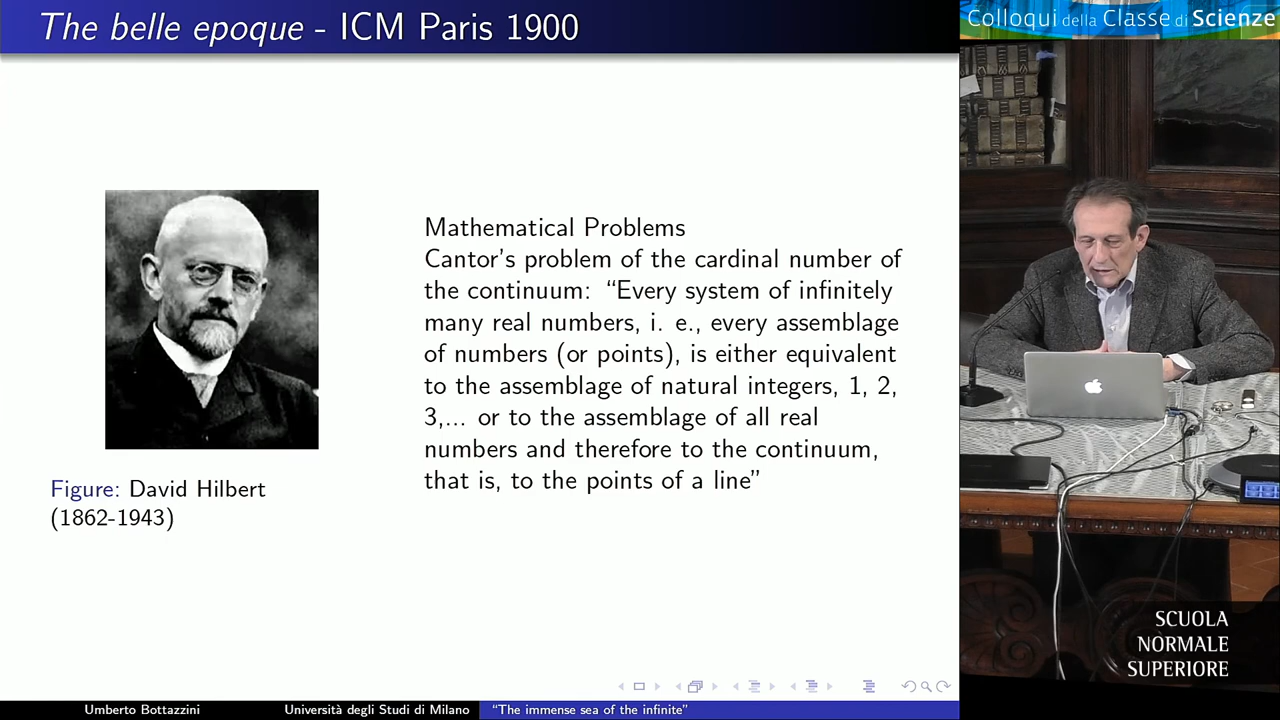 The belle epoque - ICM Paris 1900
Colloqui della Classe di Scienze
Mathematical Problems
Cantor's problem of the cardinal number of
the continuum: “Every system of infinitely
many real numbers, i. e., every assemblage
of numbers (or points), is either equivalent
to the assemblage of natural integers, 1, 2,
3,... or to the assemblage of all real
numbers and therefore to the continuum,
that is, to the points of a line”
Figure: David Hilbert
(1862-1943)
SCUOLA
NORMALE
SUPERIORE
Umberto Bottazzini
Università degli Studi di Milano
“The immense sea of the infinite”